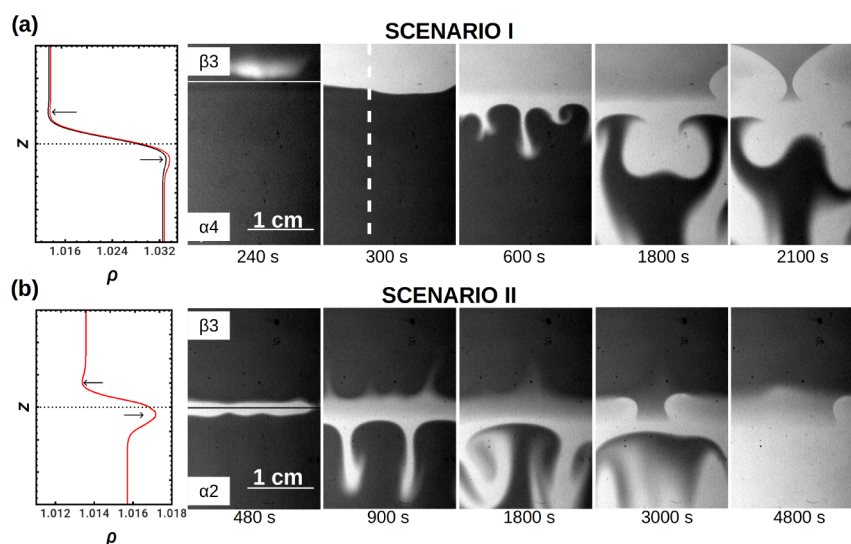 (a)
SCENARIO I
β3
z
α4
1 cm
1.016 1.024 1.032
240 s 300 s 600 s 1800 s 2100 s
ρ
(b)
SCENARIO II
β3
z
α2
1 cm
1.012 1.014 1.016 1.018
480 s 900 s 1800 s 3000 s 4800 s
ρ